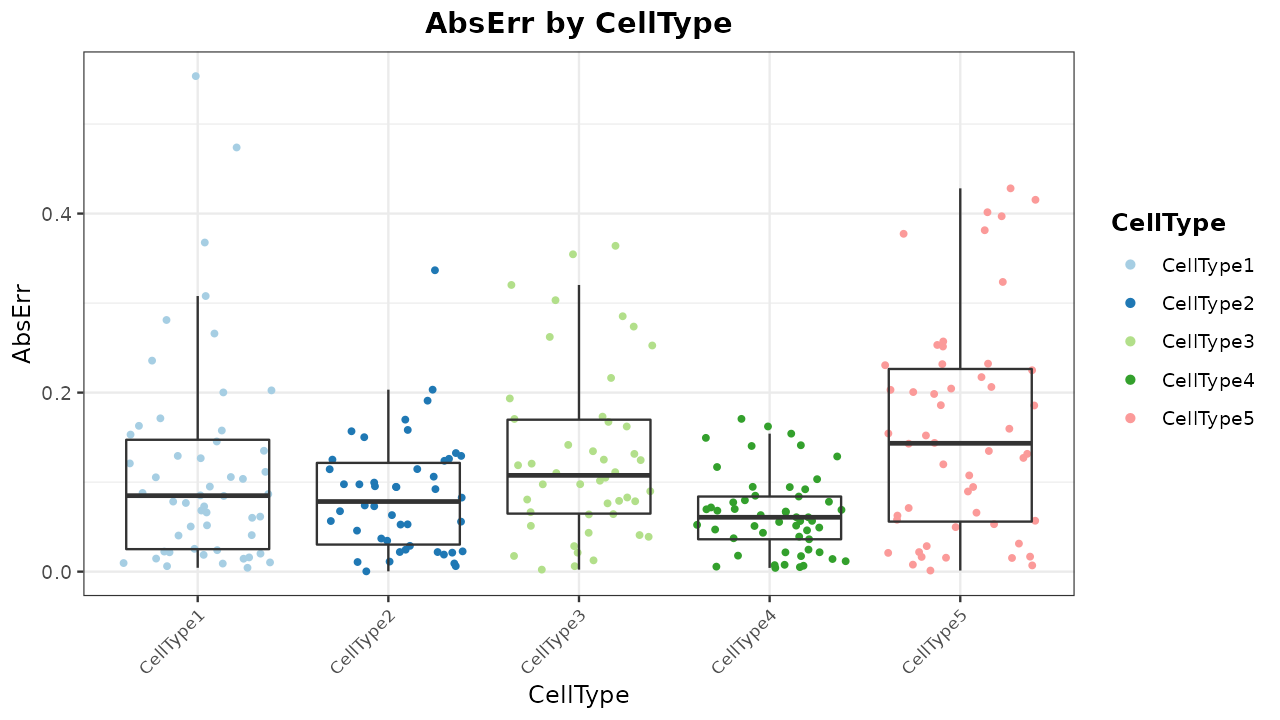 AbsErr by CellType
AbsErr
0.4
0.2
0.0
CellType1
CellType2
CellType3
CellType4
CellType5
CellType
CellType
CellType1
CellType2
CellType3
CellType4
CellType5